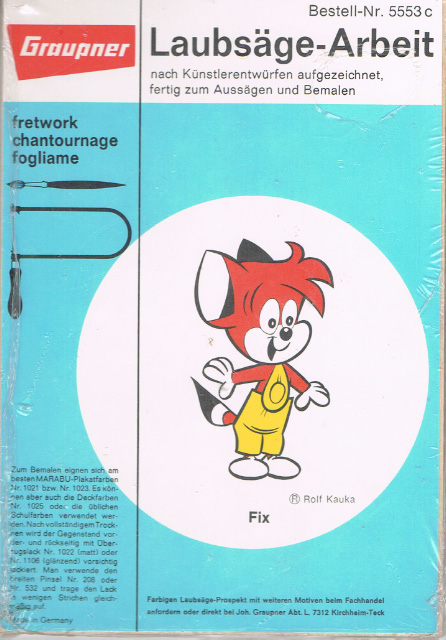 Bestell-Nr. 5553 c
Graupner
Laubsäge-Arbeit
nach Künstlerentwürfen aufgezeichnet,
fertig zum Aussägen und Bemalen
fretwork
chantournage
fogliame
® Rolf Kauka
Fix
Zum Bemalen eignen sich am
besten MARABU-Plakatfarben
Nr. 1021 bzw. Nr. 1023. Es kön-
nen aber auch die Deckfarben
Nr. 1025 oder die üblichen
Schulfarben verwendet wer-
den. Nach vollständigem Trock-
nen wird der Gegenstand vor-
der- und rückseitig mit Über-
zugslack Nr. 1022 (matt) oder
Nr. 1106 (glänzend) vorsichtig
lackiert. Man verwende den
breiten Pinsel Nr. 208 oder
Nr. 532 und trage den Lack
in wenigen Strichen gleich-
mäßig auf.
Made in Germany
Farbigen Laubsäge-Prospekt mit weiteren Motiven beim Fachhandel
anfordern oder direkt bei Joh. Graupner Abt. L, 7312 Kirchheim-Teck